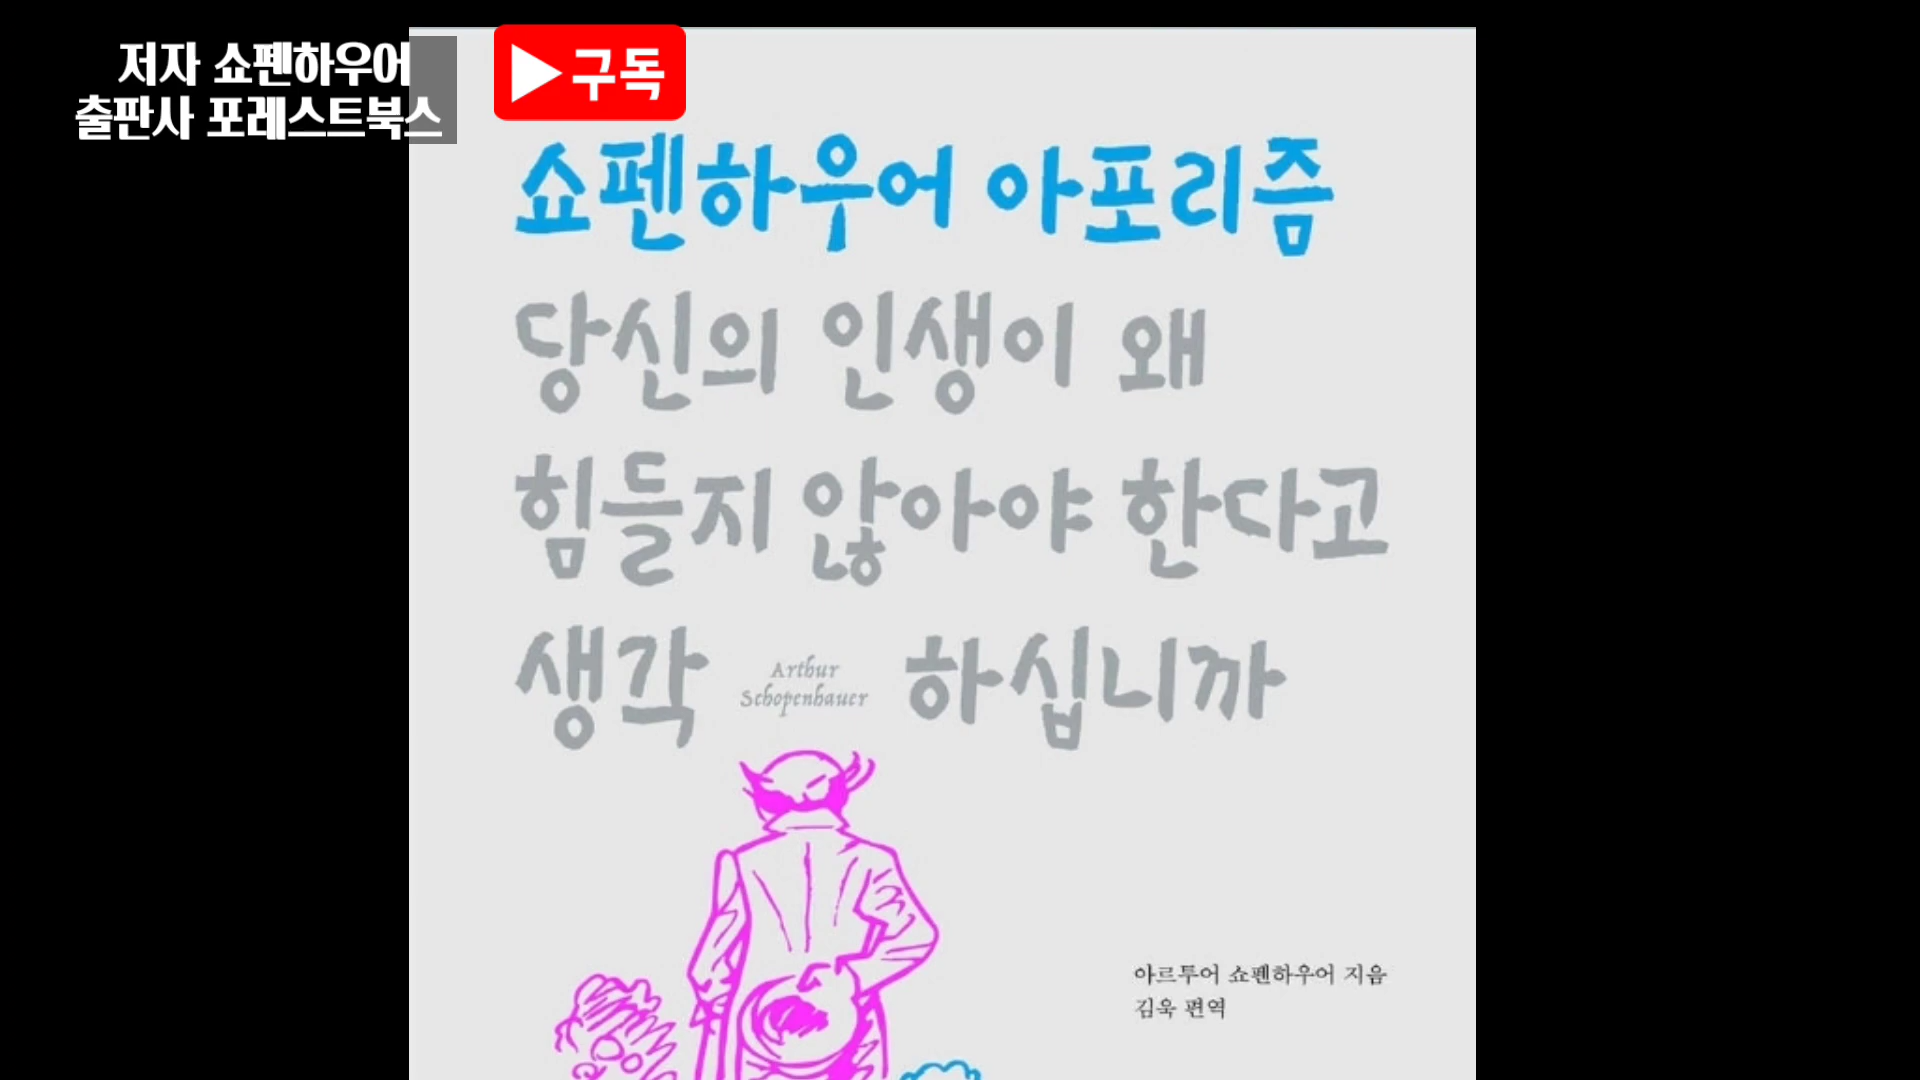 저자 쇼펜하우어
출판사 포레스트북스
구독
쇼펜하우어 아포리즘
당신의 인생이 왜
힘들지 않아야 한다고
생각 하십니까
Arthur
Schopenhauer
아르투어 쇼펜하우어 지음
김욱 편역